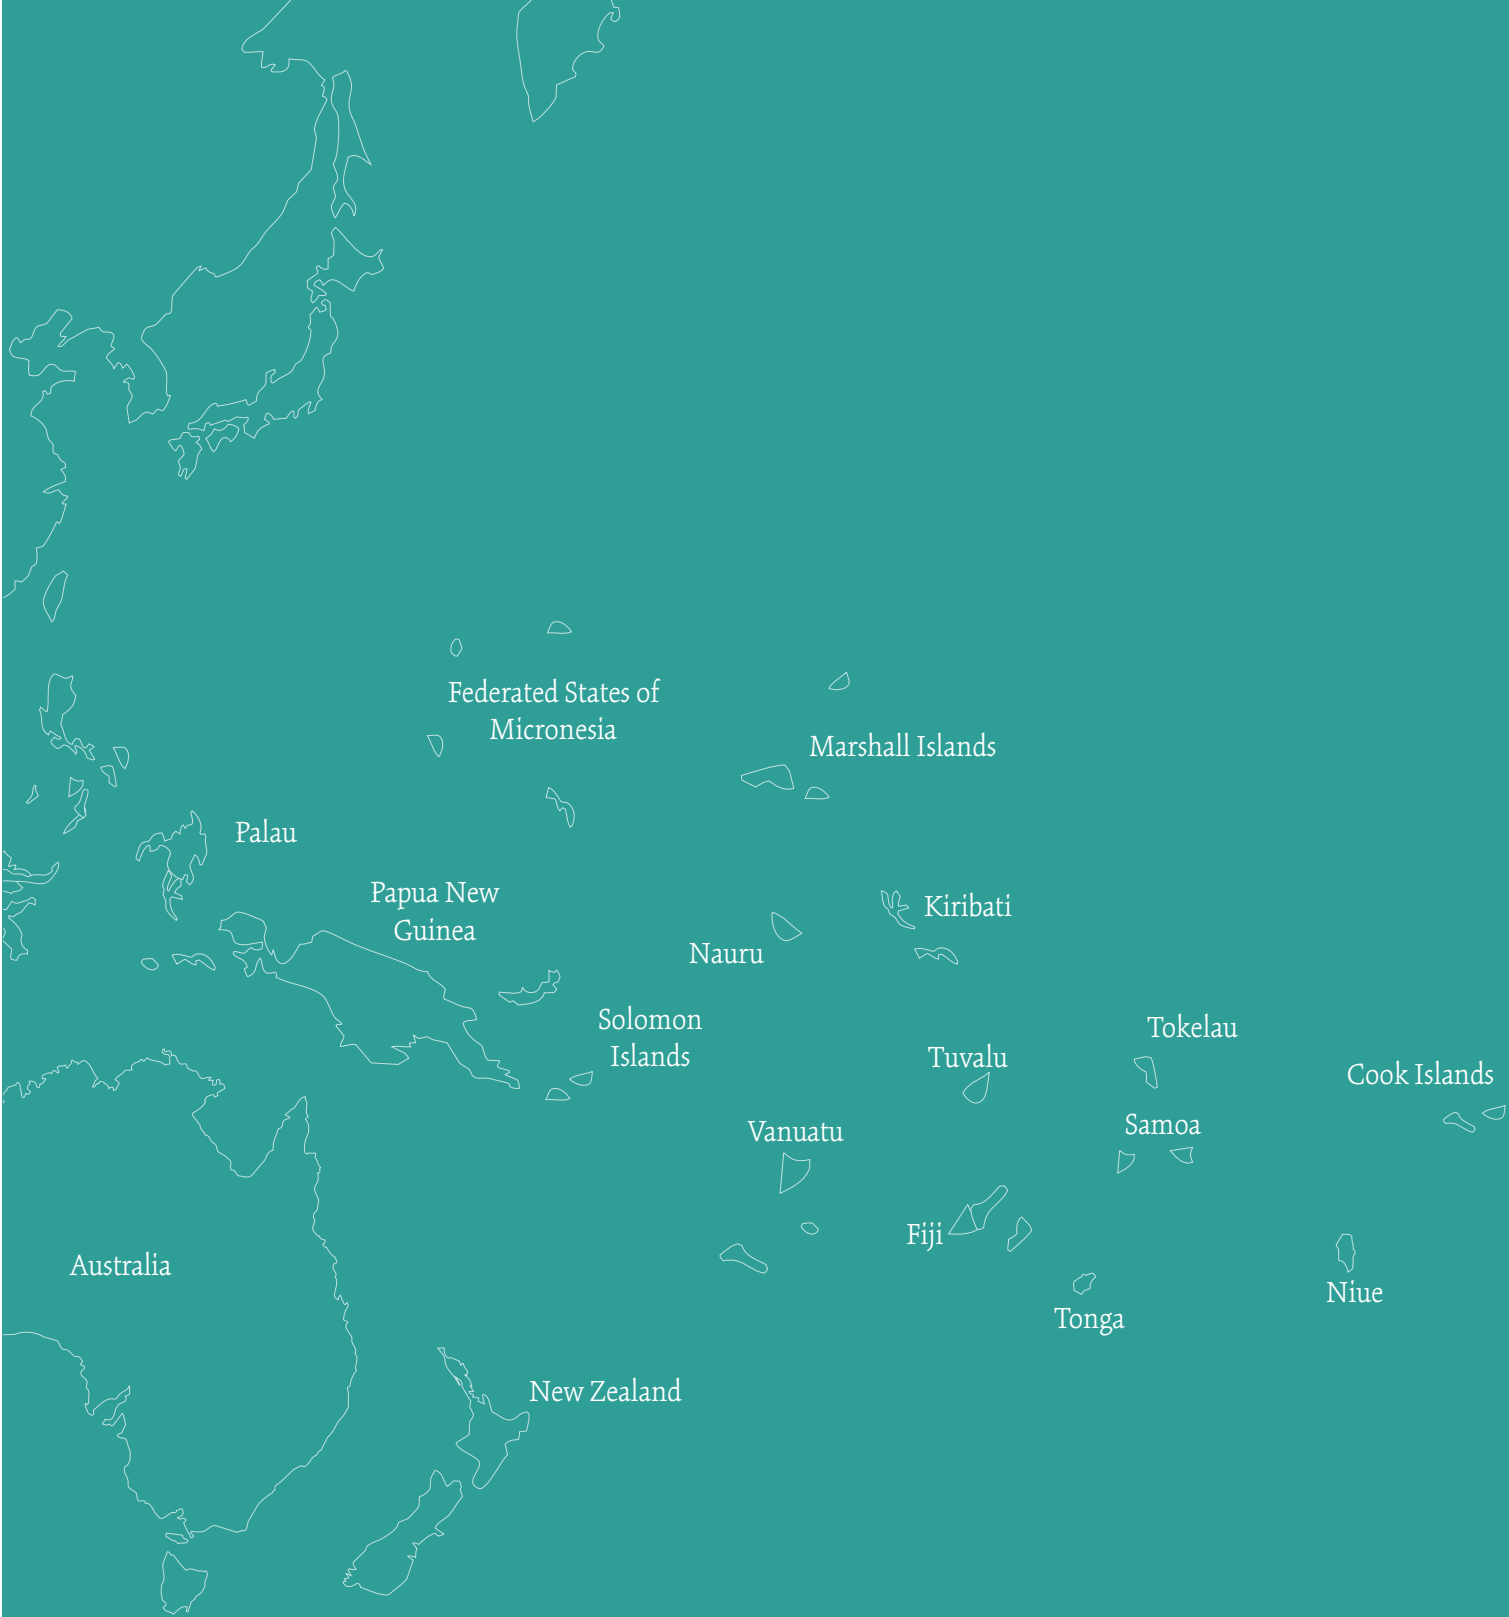 Federated States of
Micronesia
Marshall Islands
Palau
Papua New
Guinea
Kiribati
Nauru
Solomon
Islands
Tokelau
Tuvalu
Cook Islands
Samoa
Vanuatu
Fiji
Australia
Niue
Tonga
New Zealand